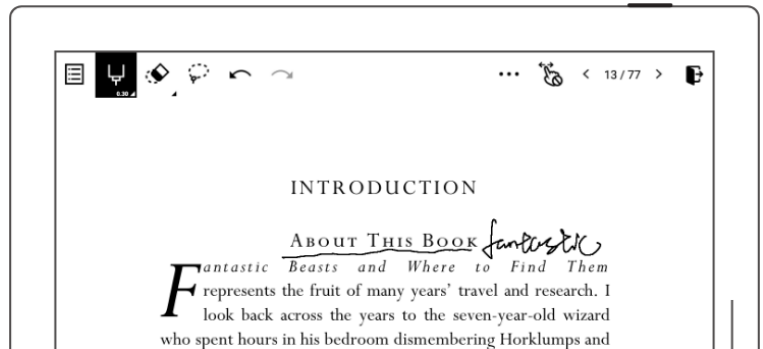 0.30
13 / 77
INTRODUCTION
ABOUT THIS BOOK fantastic
Fantastic Beasts and Where to Find Them
represents the fruit of many years’ travel and research. I
look back across the years to the seven-year-old wizard
who spent hours in his bedroom dismembering Horklumps and